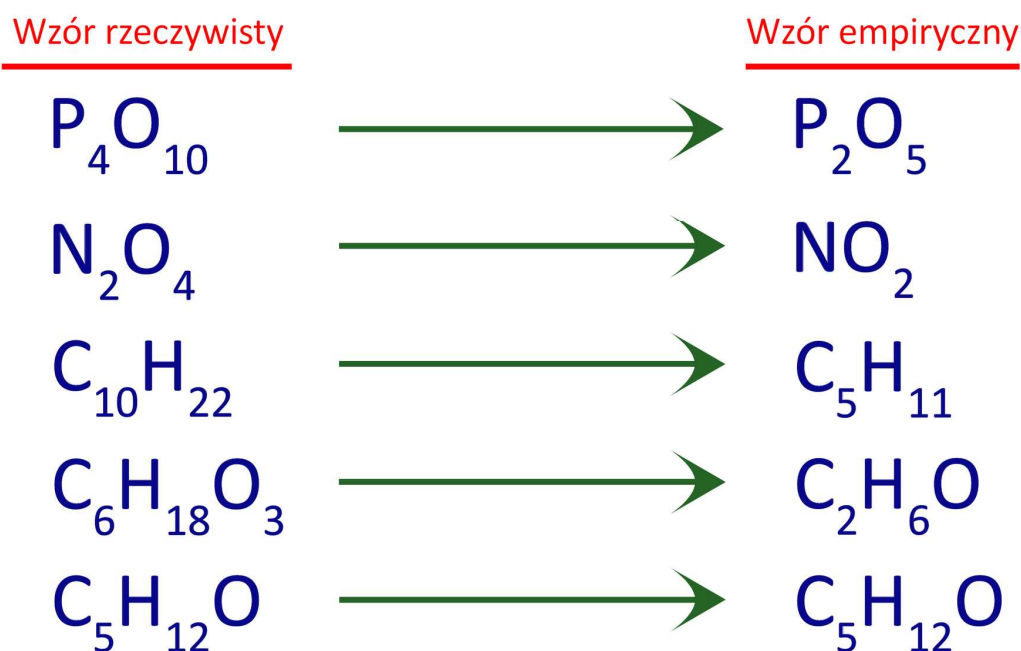 Wzór rzeczywisty Wzór empiryczny
P₄O₁₀ P₂O₅
N₂O₄ NO₂
C₁₀H₂₂ C₅H₁₁
C₆H₁₈O₃ C₂H₆O
C₅H₁₂O C₅H₁₂O